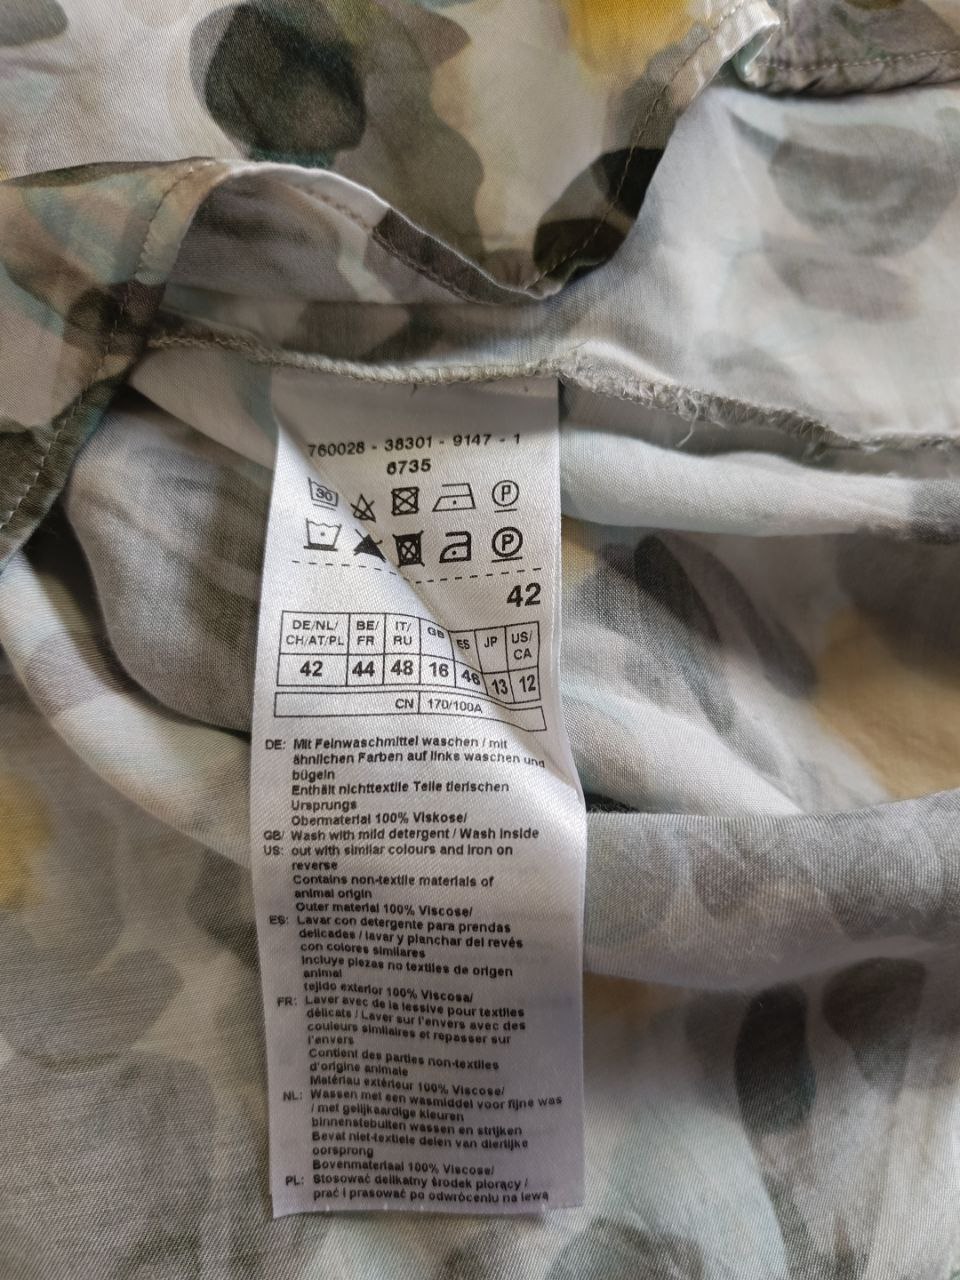 760028 - 38301 - 9147 - 1
6735
30 P
P
42
DE/NL/ CH/AT/PL BE/ FR IT/ RU GB ES JP US/ CA
42 44 48 16 46 13 12
CN 170/100A
DE: Mit Feinwaschmittel waschen / mit
ähnlichen Farben auf links waschen und
bügeln
Enthält nichttextile Teile tierischen
Ursprungs
Obermaterial 100% Viskose/
GB/ Wash with mild detergent / Wash inside
US: out with similar colours and iron on
reverse
Contains non-textile materials of
animal origin
Outer material 100% Viscose/
ES: Lavar con detergente para prendas
delicadas / lavar y planchar del revés
con colores similares
Incluye piezas no textiles de origen
animal
tejido exterior 100% Viscosa/
FR: Laver avec de la lessive pour textiles
délicats / Laver sur l'envers avec des
couleurs similaires et repasser sur
l'envers
Contient des parties non-textiles
d'origine animale
Matériau extérieur 100% Viscose/
NL: Wassen met een wasmiddel voor fijne was
/ met gelijkaardige kleuren
binnenstebuiten wassen en strijken
Bevat niet-textiele delen van dierlijke
oorsprong
Bovenmateriaal 100% Viscose/
PL: Stosować delikatny środek piorący /
prać i prasować po odwróceniu na lewą